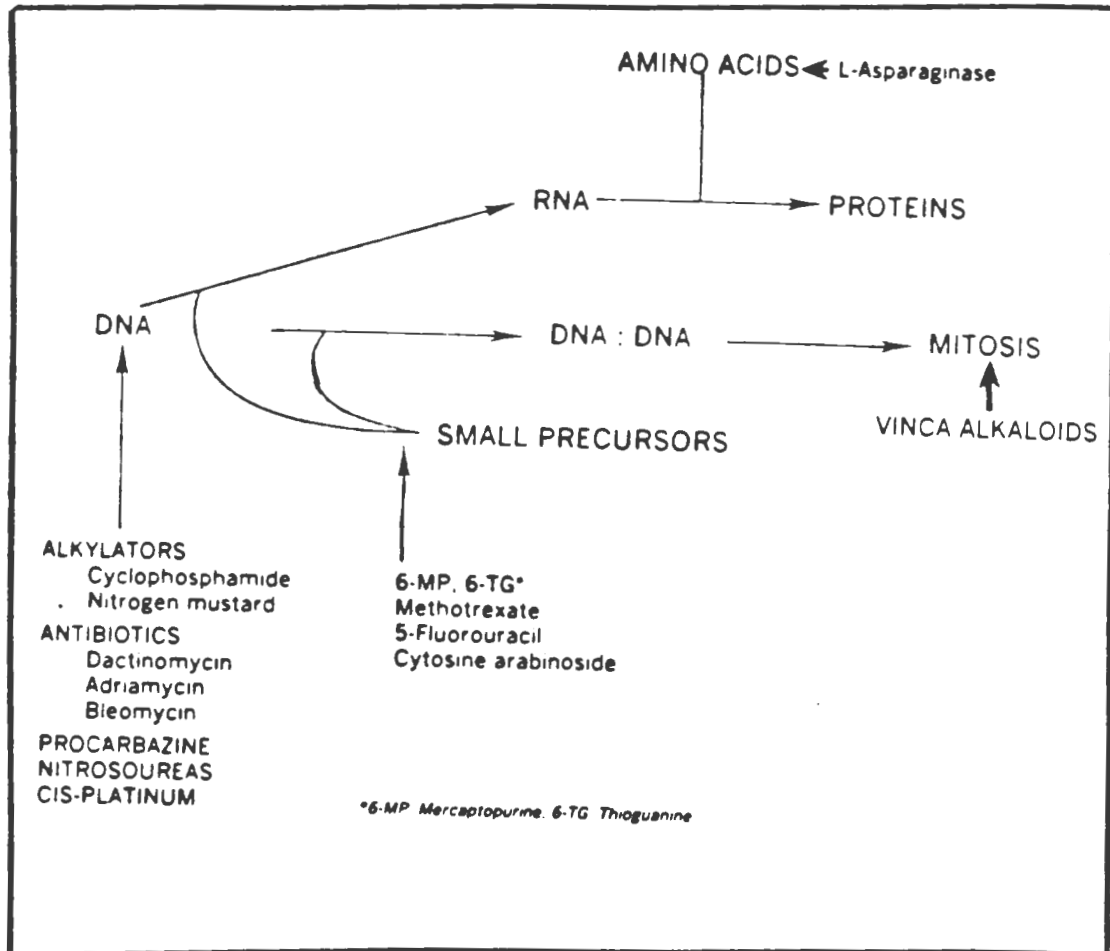 AMINO ACIDS L-Asparaginase
RNA PROTEINS
DNA DNA : DNA MITOSIS
SMALL PRECURSORS VINCA ALKALOIDS
ALKYLATORS
Cyclophosphamide
Nitrogen mustard
ANTIBIOTICS
Dactinomycin
Adriamycin
Bleomycin
PROCARBAZINE
NITROSOUREAS
CIS-PLATINUM
6-MP, 6-TG*
Methotrexate
5-Fluorouracil
Cytosine arabinoside
*6-MP Mercaptopurine. 6-TG Thioguanine